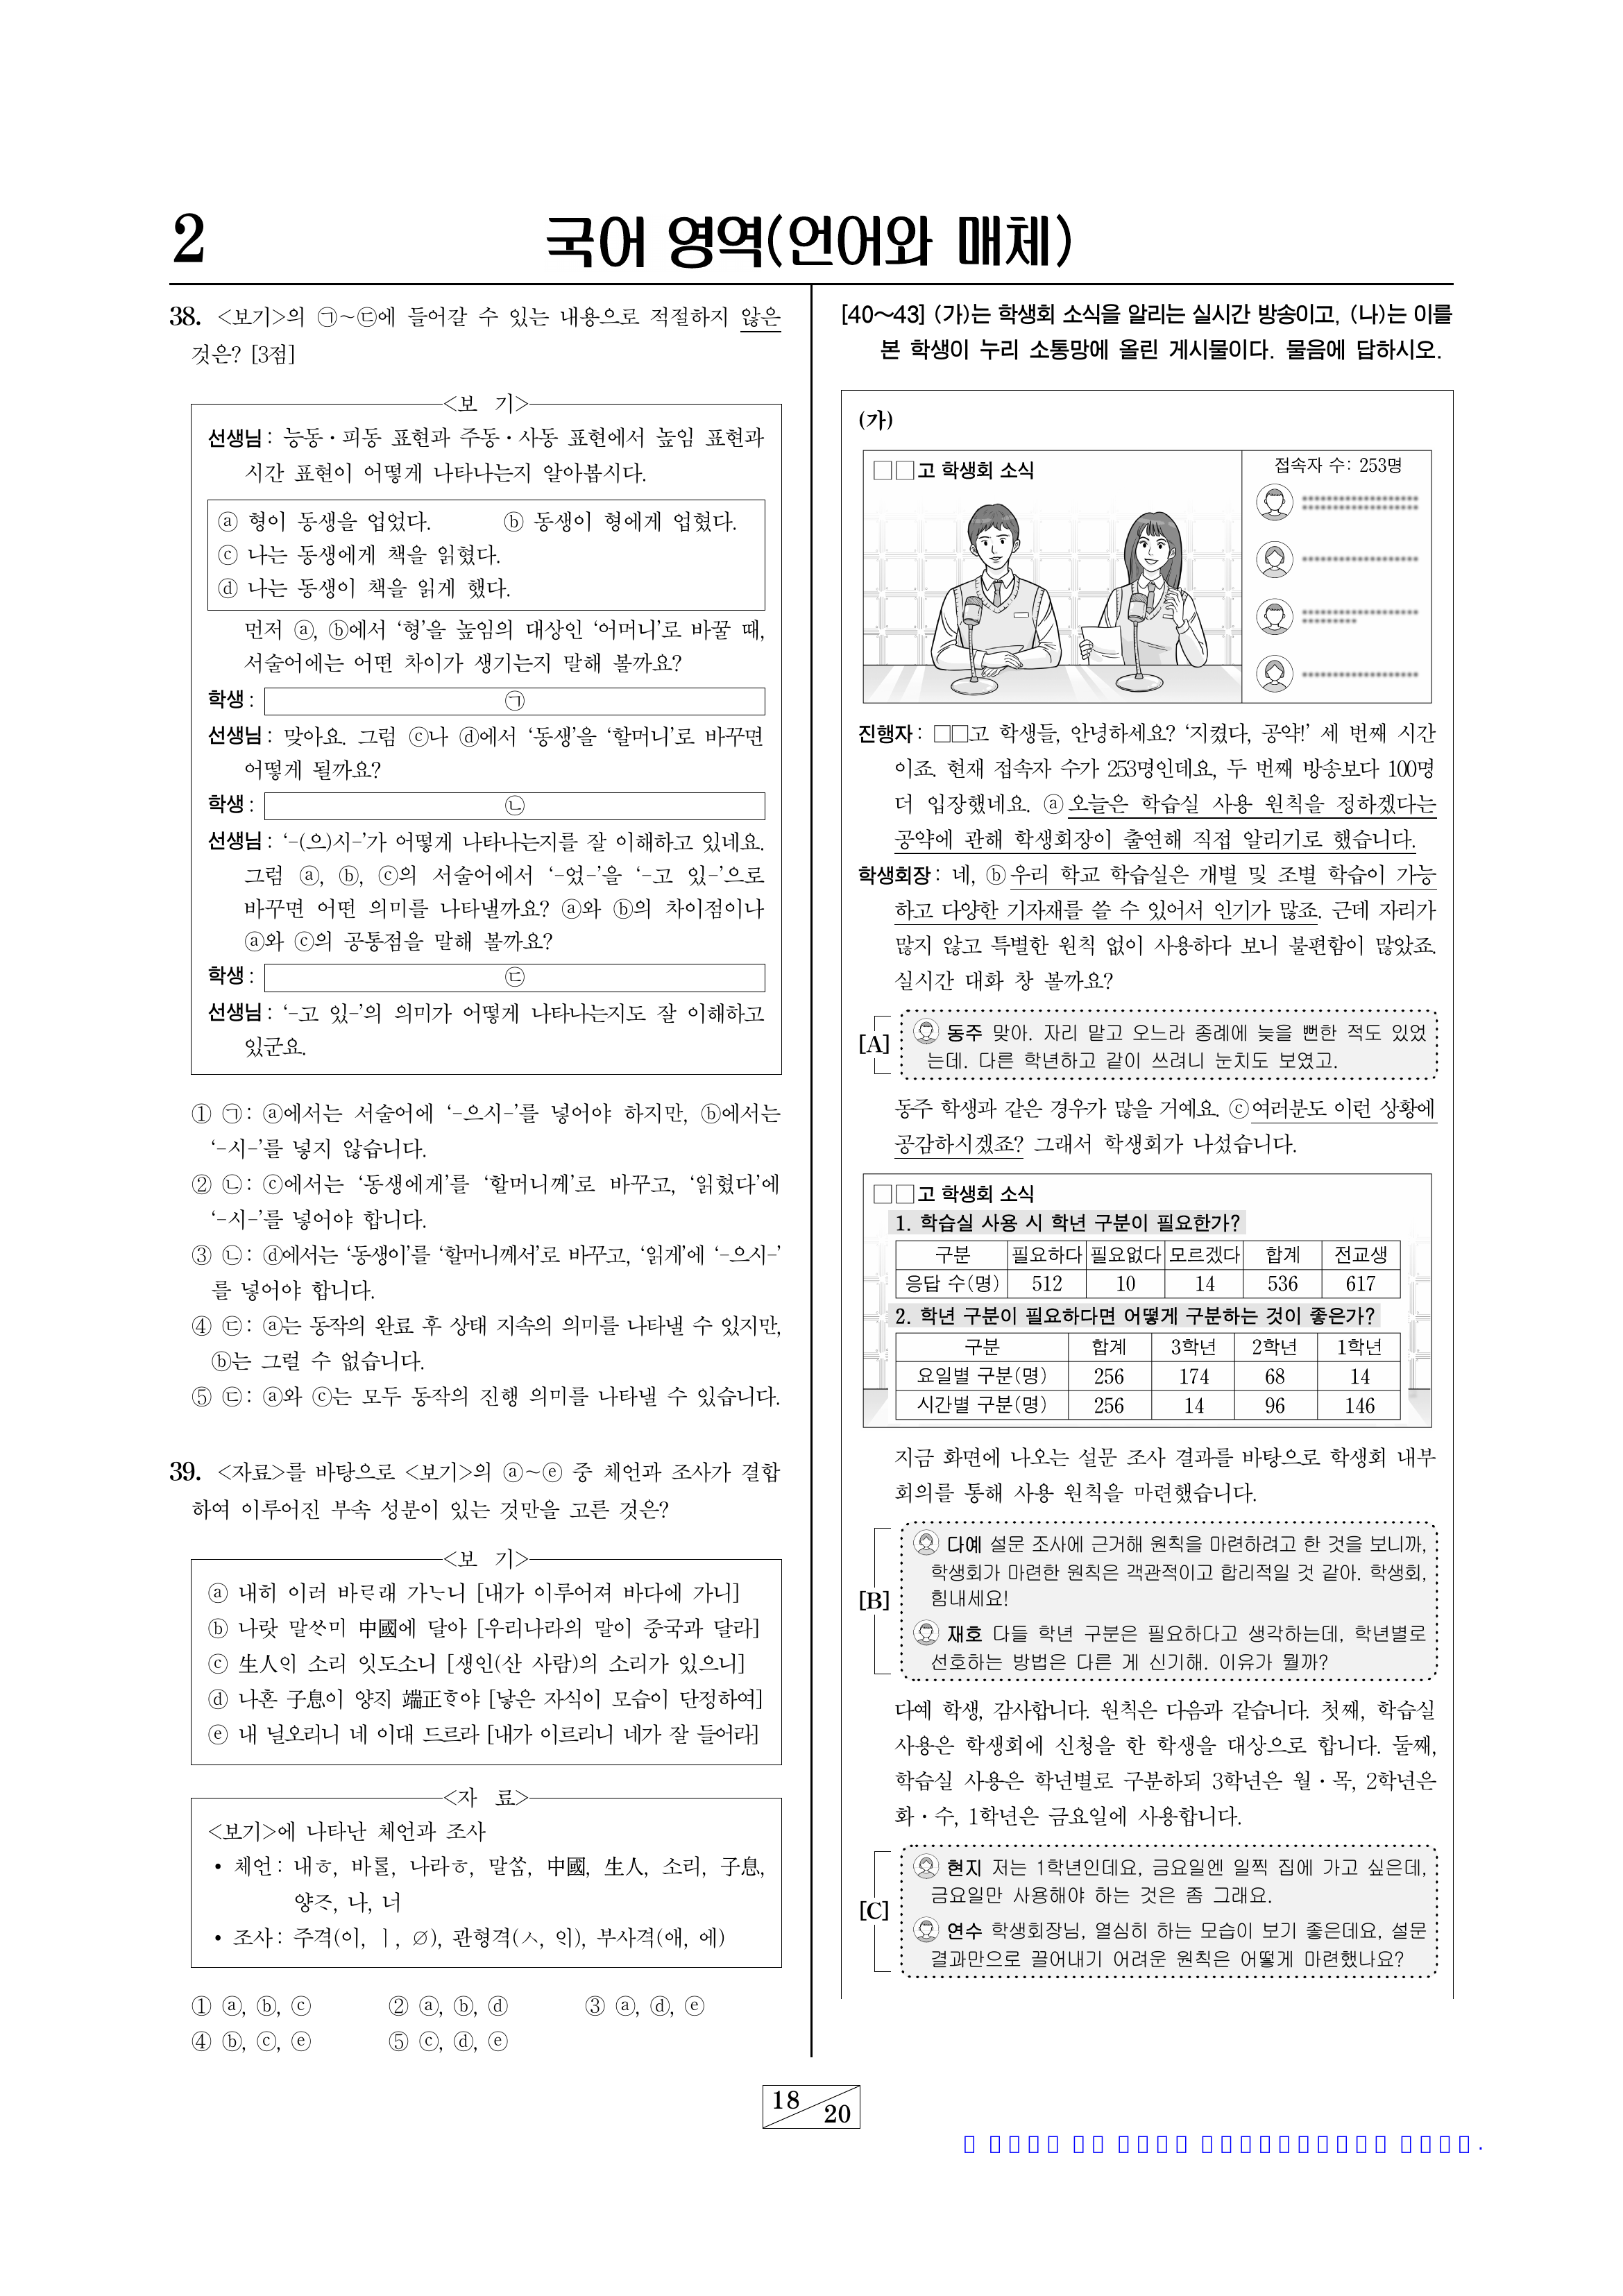 2
국어 영역(언어와 매체)
38. <보기>의 ㉠~㉢에 들어갈 수 있는 내용으로 적절하지 않은
것은? [3점]
<보 기>
선생님 : 능동·피동 표현과 주동·사동 표현에서 높임 표현과
시간 표현이 어떻게 나타나는지 알아봅시다.
ⓐ 형이 동생을 업었다. ⓑ 동생이 형에게 업혔다.
ⓒ 나는 동생에게 책을 읽혔다.
ⓓ 나는 동생이 책을 읽게 했다.
먼저 ⓐ, ⓑ에서 ‘형’을 높임의 대상인 ‘어머니’로 바꿀 때,
서술어에는 어떤 차이가 생기는지 말해 볼까요?
학생 : ㉠
선생님 : 맞아요. 그럼 ⓒ나 ⓓ에서 ‘동생’을 ‘할머니’로 바꾸면
어떻게 될까요?
학생 : ㉡
선생님 : ‘-(으)시-’가 어떻게 나타나는지를 잘 이해하고 있네요.
그럼 ⓐ, ⓑ, ⓒ의 서술어에서 ‘-었-’을 ‘-고 있-’으로
바꾸면 어떤 의미를 나타낼까요? ⓐ와 ⓑ의 차이점이나
ⓐ와 ⓒ의 공통점을 말해 볼까요?
학생 : ㉢
선생님 : ‘-고 있-’의 의미가 어떻게 나타나는지도 잘 이해하고
있군요.
① ㉠: ⓐ에서는 서술어에 ‘-으시-’를 넣어야 하지만, ⓑ에서는
‘-시-’를 넣지 않습니다.
② ㉡: ⓒ에서는 ‘동생에게’를 ‘할머니께’로 바꾸고, ‘읽혔다’에
‘-시-’를 넣어야 합니다.
③ ㉡: ⓓ에서는 ‘동생이’를 ‘할머니께서’로 바꾸고, ‘읽게’에 ‘-으시-’
를 넣어야 합니다.
④ ㉢: ⓐ는 동작의 완료 후 상태 지속의 의미를 나타낼 수 있지만,
ⓑ는 그럴 수 없습니다.
⑤ ㉢: ⓐ와 ⓒ는 모두 동작의 진행 의미를 나타낼 수 있습니다.
39. <자료>를 바탕으로 <보기>의 ⓐ~ⓔ 중 체언과 조사가 결합
하여 이루어진 부속 성분이 있는 것만을 고른 것은?
<보 기>
ⓐ 내히 이러 바ᄅᆞ래 가ᄂᆞ니 [내가 이루어져 바다에 가니]
ⓑ 나랏 말ᄊᆞ미 中國에 달아 [우리나라의 말이 중국과 달라]
ⓒ 生人ᄋᆡ 소리 잇도소니 [생인(산 사람)의 소리가 있으니]
ⓓ 나혼 子息이 양ᄌᆡ 端正ᄒᆞ야 [낳은 자식이 모습이 단정하여]
ⓔ 내 닐오리니 네 이대 드르라 [내가 이르리니 네가 잘 들어라]
<자 료>
<보기>에 나타난 체언과 조사
• 체언 : 내ㅎ, 바ᄅᆞᆯ, 나라ㅎ, 말ᄊᆞᆷ, 中國, 生人, 소리, 子息,
양ᄌᆞ, 나, 너
• 조사 : 주격(이, ㅣ, ∅), 관형격(ㅅ, ᄋᆡ), 부사격(애, 에)
① ⓐ, ⓑ, ⓒ ② ⓐ, ⓑ, ⓓ ③ ⓐ, ⓓ, ⓔ
④ ⓑ, ⓒ, ⓔ ⑤ ⓒ, ⓓ, ⓔ
[40~43] (가)는 학생회 소식을 알리는 실시간 방송이고, (나)는 이를
본 학생이 누리 소통망에 올린 게시물이다. 물음에 답하시오.
(가)
□□고 학생회 소식
접속자 수: 253명
진행자 : □□고 학생들, 안녕하세요? ‘지켰다, 공약!’ 세 번째 시간
이죠. 현재 접속자 수가 253명인데요, 두 번째 방송보다 100명
더 입장했네요. ⓐ오늘은 학습실 사용 원칙을 정하겠다는
공약에 관해 학생회장이 출연해 직접 알리기로 했습니다.
학생회장 : 네, ⓑ우리 학교 학습실은 개별 및 조별 학습이 가능
하고 다양한 기자재를 쓸 수 있어서 인기가 많죠. 근데 자리가
많지 않고 특별한 원칙 없이 사용하다 보니 불편함이 많았죠.
실시간 대화 창 볼까요?
[A]
동주 맞아. 자리 맡고 오느라 종례에 늦을 뻔한 적도 있었
는데. 다른 학년하고 같이 쓰려니 눈치도 보였고.
동주 학생과 같은 경우가 많을 거예요. ⓒ여러분도 이런 상황에
공감하시겠죠? 그래서 학생회가 나섰습니다.
□□고 학생회 소식
1. 학습실 사용 시 학년 구분이 필요한가?
구분 필요하다 필요없다 모르겠다 합계 전교생
응답 수(명) 512 10 14 536 617
2. 학년 구분이 필요하다면 어떻게 구분하는 것이 좋은가?
구분 합계 3학년 2학년 1학년
요일별 구분(명) 256 174 68 14
시간별 구분(명) 256 14 96 146
지금 화면에 나오는 설문 조사 결과를 바탕으로 학생회 내부
회의를 통해 사용 원칙을 마련했습니다.
[B]
다예 설문 조사에 근거해 원칙을 마련하려고 한 것을 보니까,
학생회가 마련한 원칙은 객관적이고 합리적일 것 같아. 학생회,
힘내세요!
재호 다들 학년 구분은 필요하다고 생각하는데, 학년별로
선호하는 방법은 다른 게 신기해. 이유가 뭘까?
다예 학생, 감사합니다. 원칙은 다음과 같습니다. 첫째, 학습실
사용은 학생회에 신청을 한 학생을 대상으로 합니다. 둘째,
학습실 사용은 학년별로 구분하되 3학년은 월·목, 2학년은
화·수, 1학년은 금요일에 사용합니다.
[C]
현지 저는 1학년인데요, 금요일엔 일찍 집에 가고 싶은데,
금요일만 사용해야 하는 것은 좀 그래요.
연수 학생회장님, 열심히 하는 모습이 보기 좋은데요, 설문
결과만으로 끌어내기 어려운 원칙은 어떻게 마련했나요?
18
20